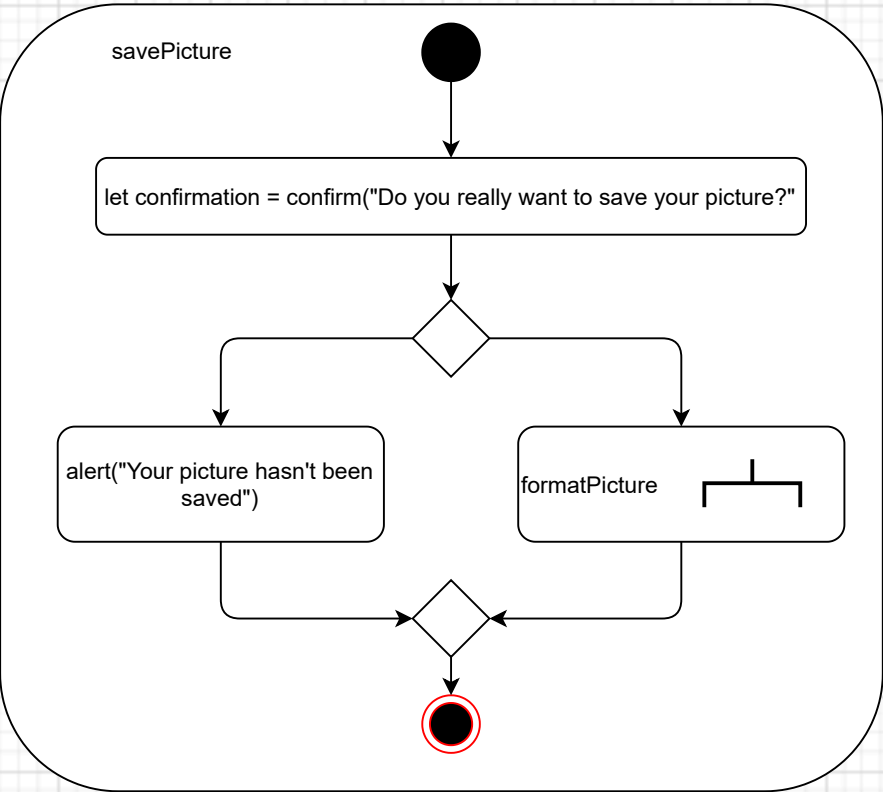 savePicture
let confirmation = confirm("Do you really want to save your picture?"
alert("Your picture hasn't been
saved")
formatPicture